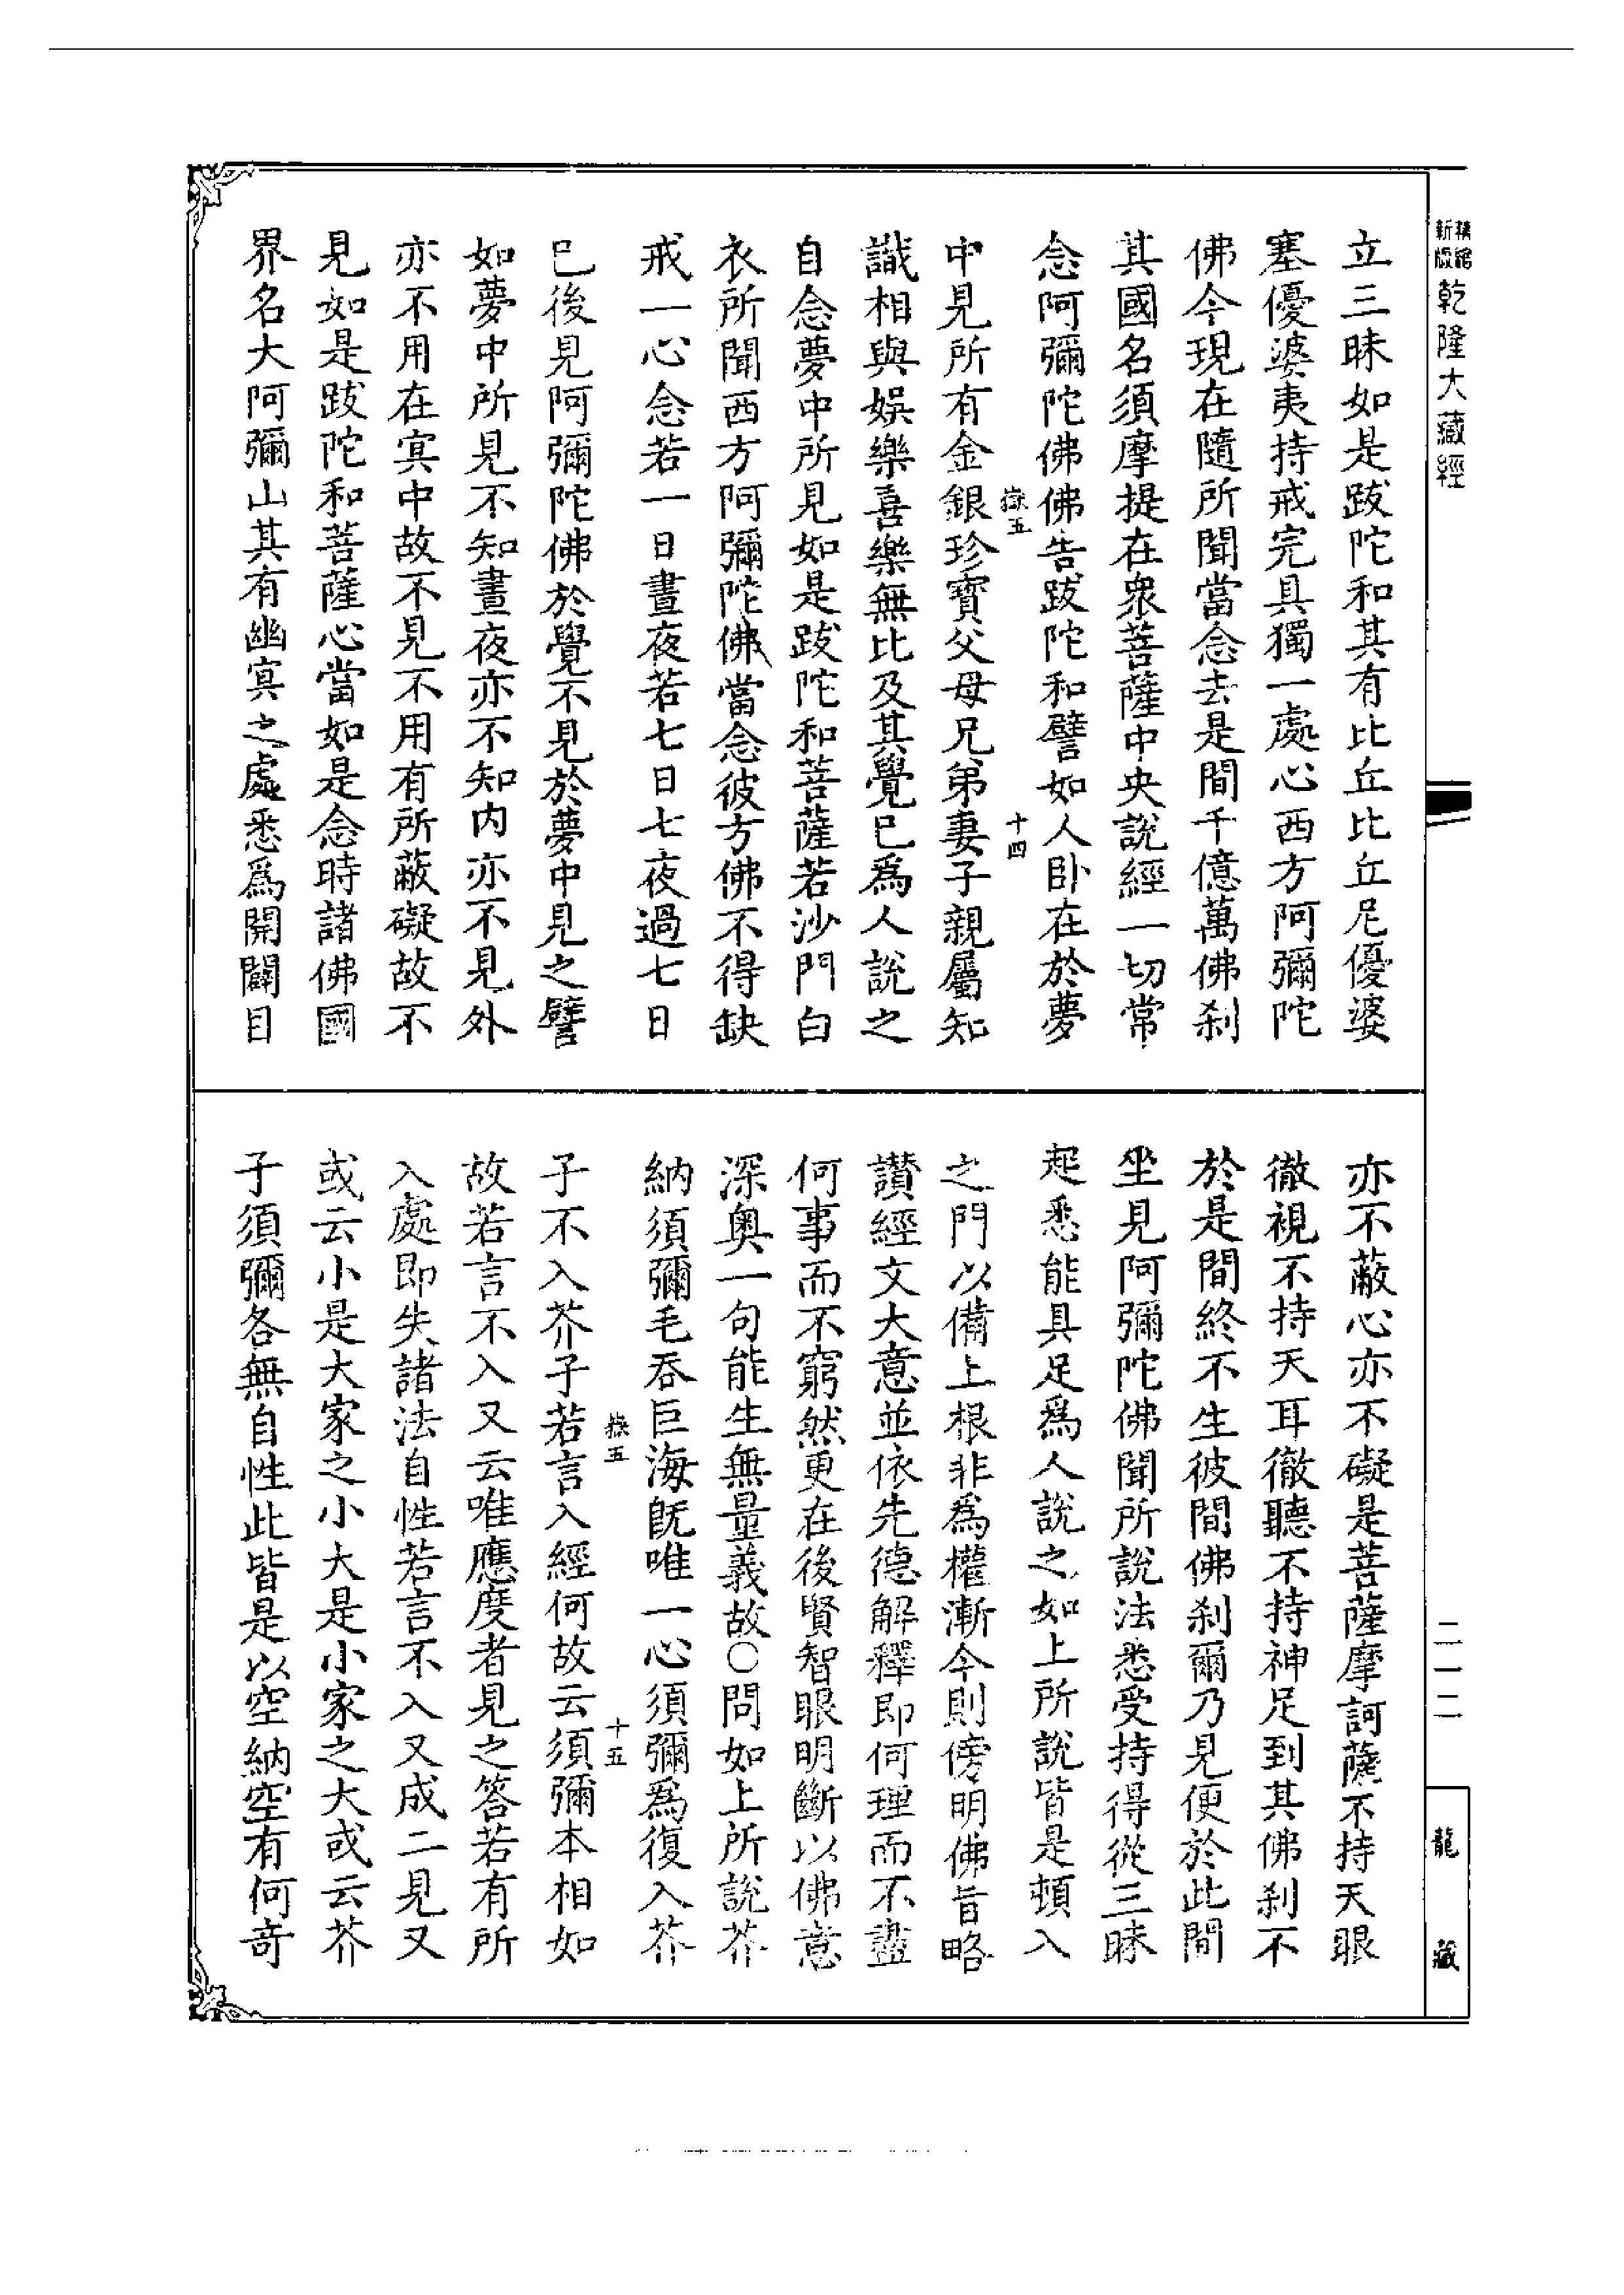 新版
乾隆大藏經
立三昧如是跋陀和其有比丘比丘尼優婆
塞優婆夷持戒完具獨一處心西方阿彌陀
佛今現在隨所聞當念去是間千億萬佛剎
其國名須摩提在衆菩薩中央說經一切常
念阿彌陀佛佛告跋陀和譬如人卧在於夢
嶽五
十四
中見所有金銀珍寳父母兄弟妻子親屬知
識相與娛樂喜樂無比及其覺已爲人說之
自念夢中所見如是跋陀和菩薩若沙門白
衣所聞西方阿彌陀佛當念彼方佛不得缺
戒一心念若一日晝夜若七日七夜過七日
已後見阿彌陀佛於覺不見於夢中見之譬
如夢中所見不知晝夜亦不知内亦不見外
亦不用在㝠中故不見不用有所蔽礙故不
見如是跋陀和菩薩心當如是念時諸佛國
界名大阿彌山其有幽㝠之處悉爲開闢目
二一二
亦不蔽心亦不礙是菩薩摩訶薩不持天眼
徹視不持天耳徹聽不持神足到其佛剎不
於是間終不生彼間佛剎爾乃見便於此間
坐見阿彌陀佛聞所說法悉受持得從三昧
起悉能具足爲人說之如上所說皆是頓入
之門以備上根非爲權漸今則傍明佛旨略
讚經文大意並依先德解釋即何理而不盡
何事而不窮然更在後賢智眼明斷以佛意
深奥一句能生無量義故○問如上所說芥
納須彌毛吞巨海旣唯一心須彌爲復入芥
嶽五
十五
子不入芥子若言入經何故云須彌本相如
故若言不入又云唯應度者見之答若有所
入處即失諸法自性若言不入又成二見又
或云小是大家之小大是小家之大或云芥
子須彌各無自性此皆是以空納空有何奇
龍藏